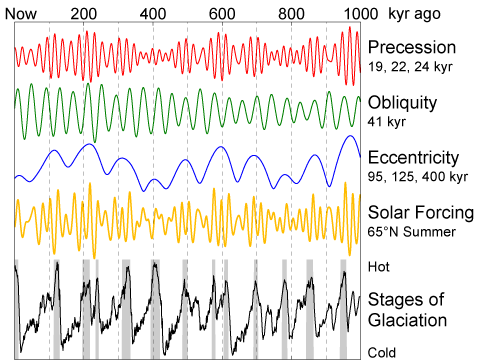 Now 200 400 600 800 1000 kyr ago
Precession
19, 22, 24 kyr
Obliquity
41 kyr
Eccentricity
95, 125, 400 kyr
Solar Forcing
65°N Summer
Hot
Stages of
Glaciation
Cold